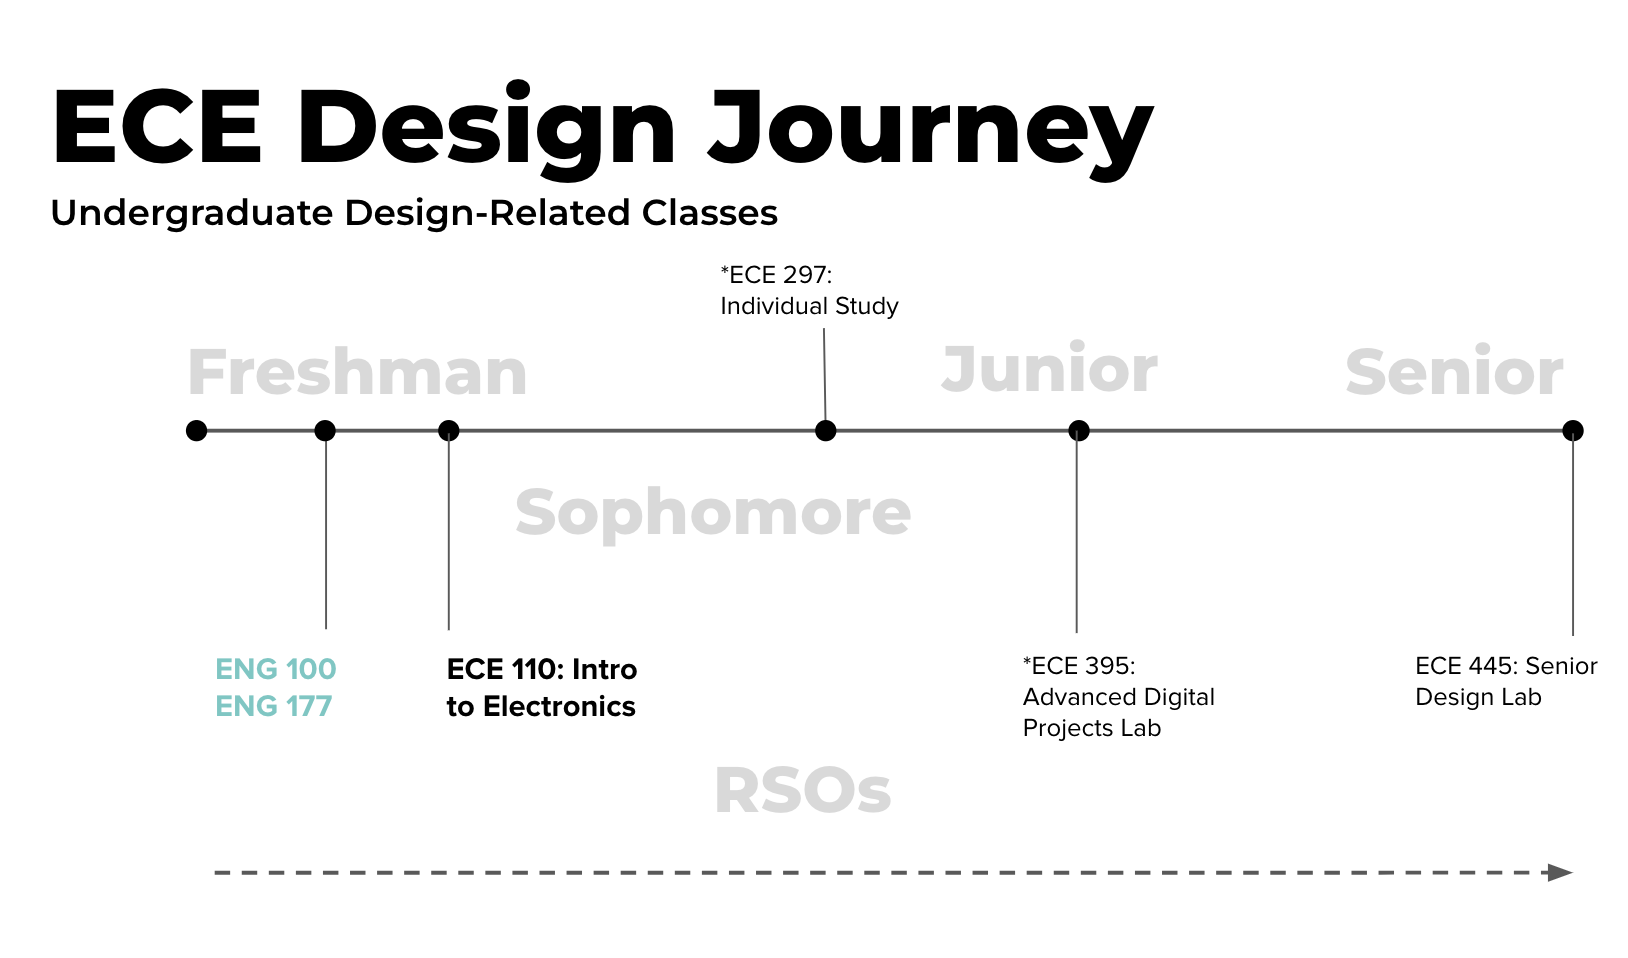 ECE Design Journey
Undergraduate Design-Related Classes
*ECE 297:
Individual Study
Freshman
Junior
Senior
Sophomore
ENG 100
ENG 177
ECE 110: Intro
to Electronics
*ECE 395:
Advanced Digital
Projects Lab
ECE 445: Senior
Design Lab
RSOs